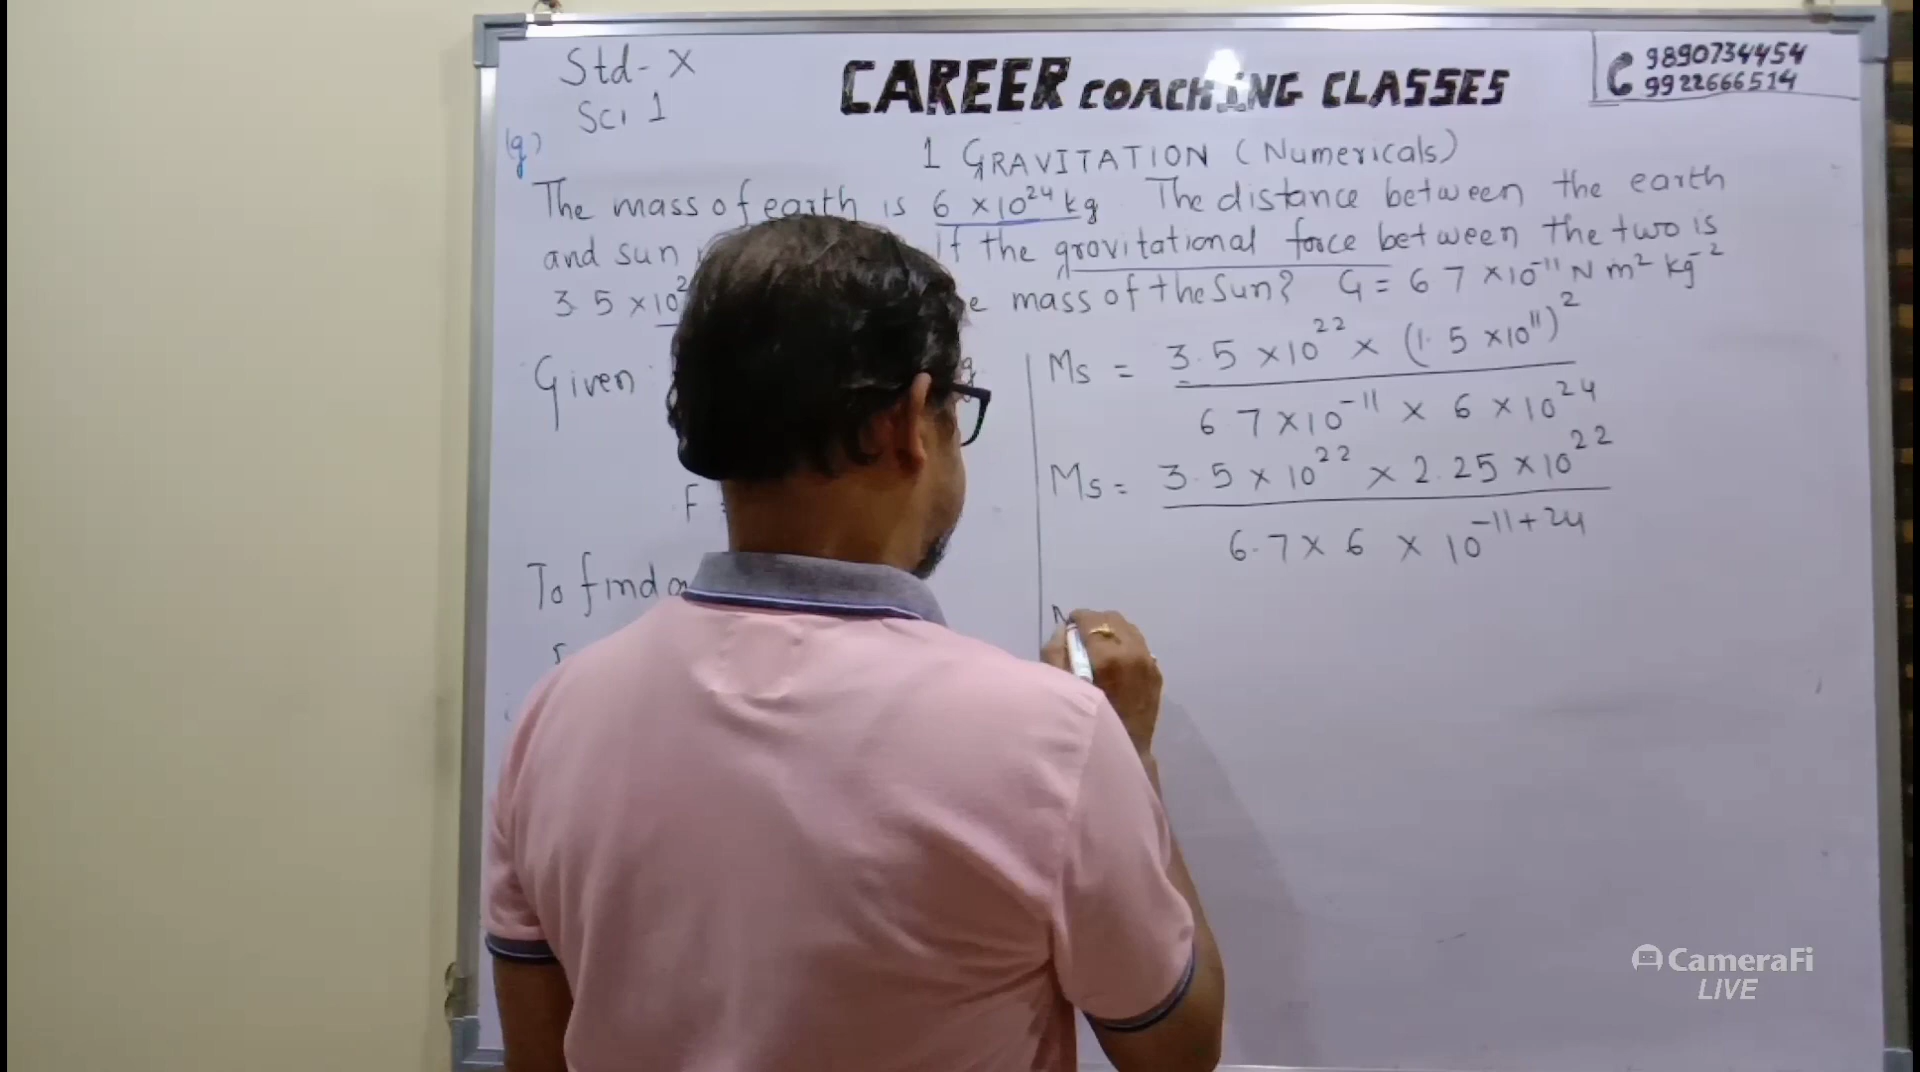 Std- X
Sci 1
CAREER COACHING CLASSES
9890734454
9922666514
(g)
1 GRAVITATION (Numericals)
The mass of earth is 6 ×10²⁴ kg The distance between the earth
and sun If the gravitational force between the two is
3.5 ×10² mass of the Sun? G = 6 7 ×10⁻¹¹ N m² kg⁻²
Given
F =
To find
Ms = 3.5 ×10²² × (1.5 ×10¹¹)²
6 7 ×10⁻¹¹ × 6 ×10²⁴
Ms = 3.5 × 10²² × 2.25 ×10²²
6.7 × 6 × 10⁻¹¹⁺²⁴
CameraFi
LIVE